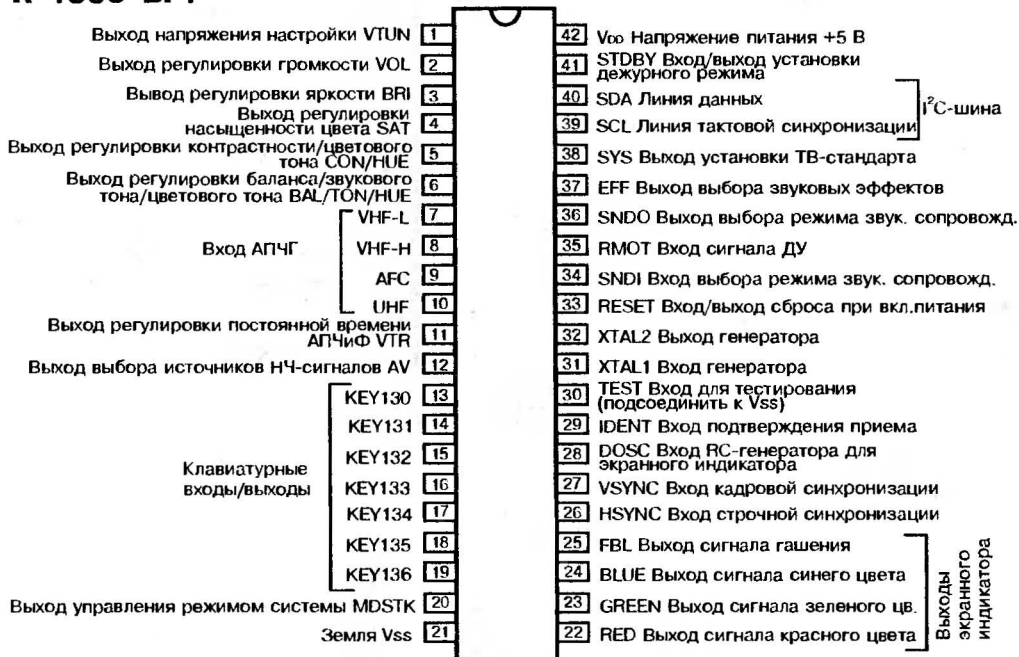 Выход напряжения настройки VTUN 1
Выход регулировки громкости VOL 2
Вывод регулировки яркости BRI 3
Выход регулировки
насыщенности цвета SAT 4
Выход регулировки контрастности/цветового
тона CON/HUE 5
Выход регулировки баланса/звукового
тона/цветового тона BAL/TON/HUE 6
VHF-L 7
Вход АПЧГ
VHF-H 8
AFC 9
UHF 10
Выход регулировки постоянной времени
АПЧиФ VTR 11
Выход выбора источников НЧ-сигналов AV 12
KEY130 13
KEY131 14
KEY132 15
Клавиатурные
входы/выходы
KEY133 16
KEY134 17
KEY135 18
KEY136 19
Выход управления режимом системы MDSTK 20
Земля Vss 21
42 VDD Напряжение питания +5 В
41 STDBY Вход/выход установки
дежурного режима
40 SDA Линия данных
39 SCL Линия тактовой синхронизации
I²C-шина
38 SYS Выход установки ТВ-стандарта
37 EFF Выход выбора звуковых эффектов
36 SNDO Выход выбора режима звук. сопровожд.
35 RMOT Вход сигнала ДУ
34 SNDI Вход выбора режима звук. сопровожд.
33 RESET Вход/выход сброса при вкл.питания
32 XTAL2 Выход генератора
31 XTAL1 Вход генератора
30 TEST Вход для тестирования
(подсоединить к Vss)
29 IDENT Вход подтверждения приема
28 DOSC Вход RC-генератора для
экранного индикатора
27 VSYNC Вход кадровой синхронизации
26 HSYNC Вход строчной синхронизации
25 FBL Выход сигнала гашения
24 BLUE Выход сигнала синего цвета
23 GREEN Выход сигнала зеленого цв.
22 RED Выход сигнала красного цвета
Выходы
экранного
индикатора